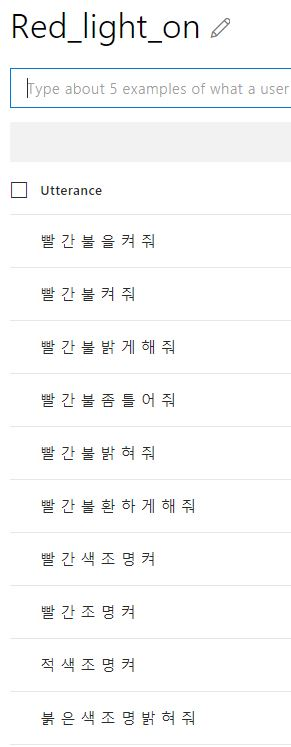 Red_light_on
Type about 5 examples of what a user
Utterance
빨 간 불 을 켜 줘
빨 간 불 켜 줘
빨 간 불 밝 게 해 줘
빨 간 불 좀 틀 어 줘
빨 간 불 밝 혀 줘
빨 간 불 환 하 게 해 줘
빨 간 색 조 명 켜
빨 간 조 명 켜
적 색 조 명 켜
붉 은 색 조 명 밝 혀 줘